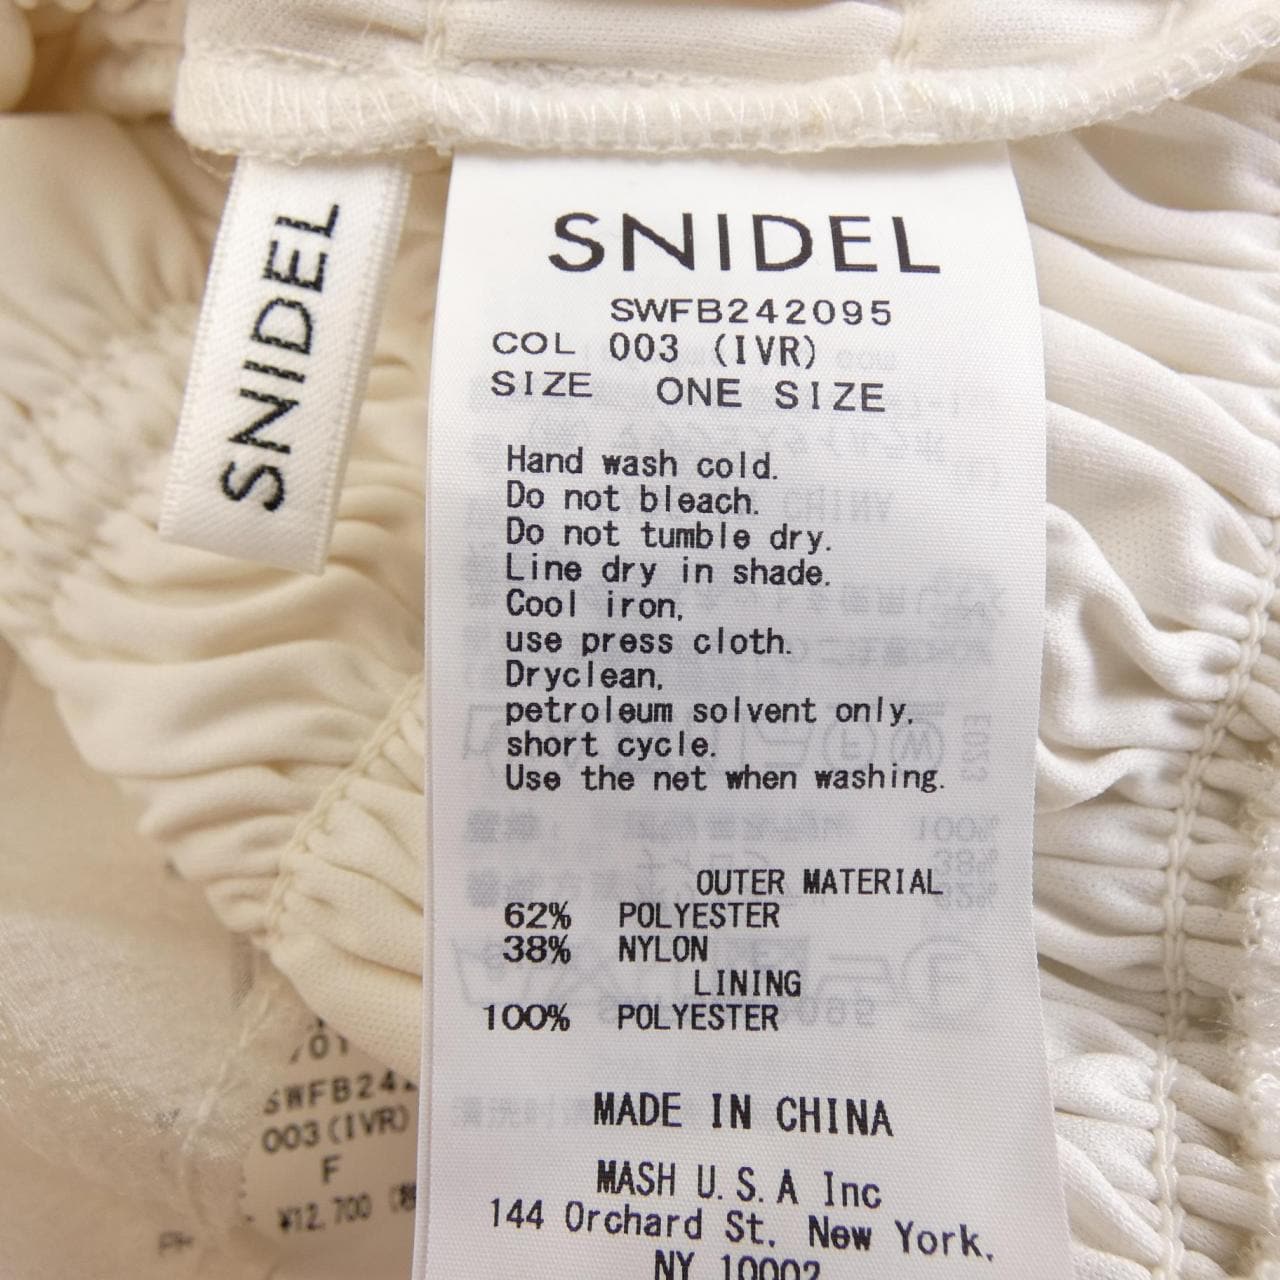 SNIDEL
SNIDEL
SWFB242095
COL 003 (IVR)
SIZE ONE SIZE
Hand wash cold.
Do not bleach.
Do not tumble dry.
Line dry in shade.
Cool iron,
use press cloth.
Dryclean,
petroleum solvent only,
short cycle.
Use the net when washing.
OUTER MATERIAL
62% POLYESTER
38% NYLON
LINING
100% POLYESTER
MADE IN CHINA
MASH U.S.A Inc
144 Orchard St. New York,
NY 10002
SWFB24
003(IVR)
F
¥12,700